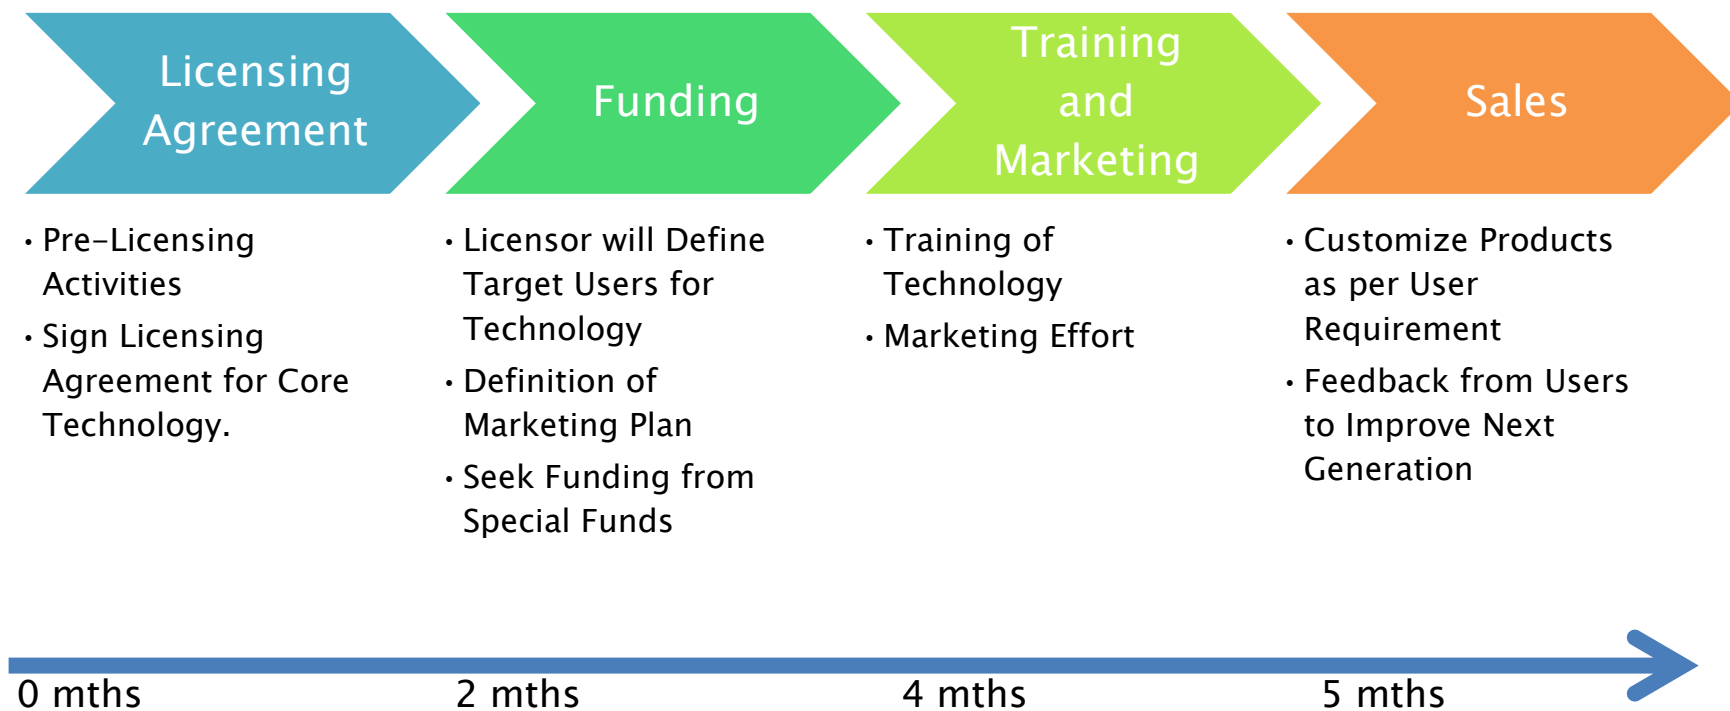 Licensing
Agreement
Funding
Training
and
Marketing
Sales
• Pre-Licensing
Activities
• Sign Licensing
Agreement for Core
Technology.
• Licensor will Define
Target Users for
Technology
• Definition of
Marketing Plan
• Seek Funding from
Special Funds
• Training of
Technology
• Marketing Effort
• Customize Products
as per User
Requirement
• Feedback from Users
to Improve Next
Generation
0 mths
2 mths
4 mths
5 mths